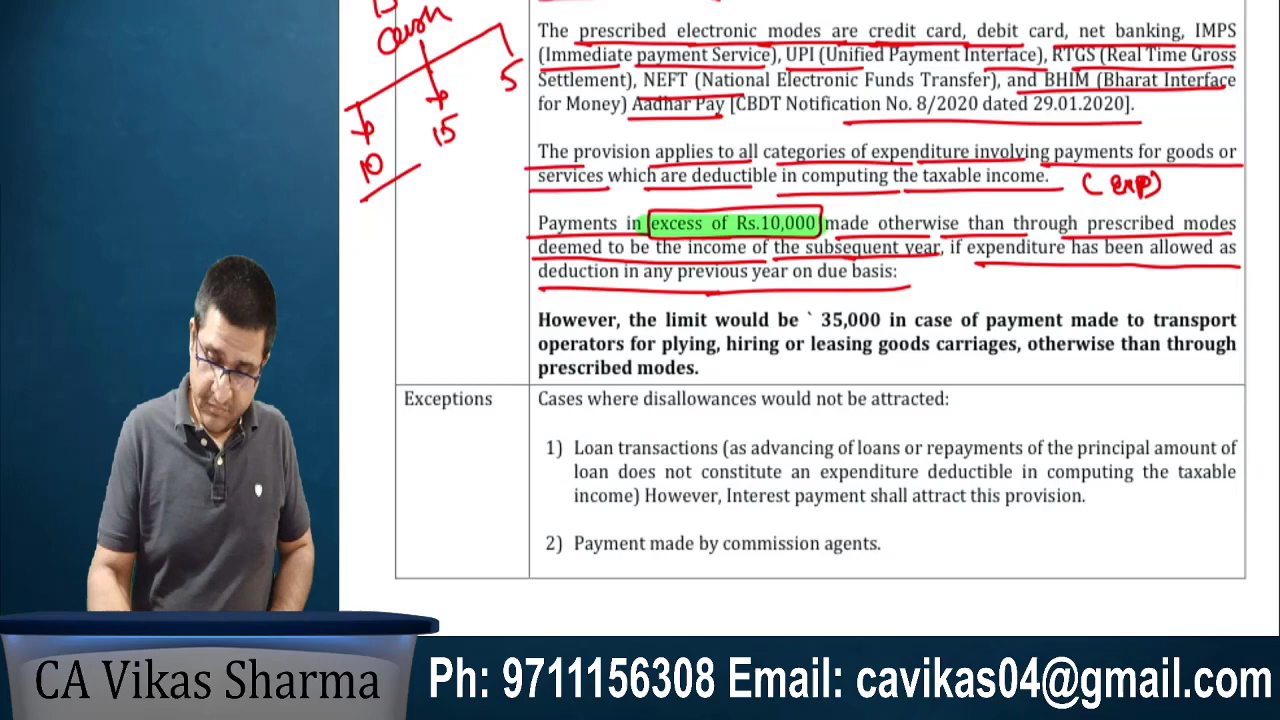 cash
10
15
5
The prescribed electronic modes are credit card, debit card, net banking, IMPS
(Immediate payment Service), UPI (Unified Payment Interface), RTGS (Real Time Gross
Settlement), NEFT (National Electronic Funds Transfer), and BHIM (Bharat Interface
for Money) Aadhar Pay [CBDT Notification No. 8/2020 dated 29.01.2020].
The provision applies to all categories of expenditure involving payments for goods or
services which are deductible in computing the taxable income.
(exp)
Payments in excess of Rs.10,000 made otherwise than through prescribed modes
deemed to be the income of the subsequent year, if expenditure has been allowed as
deduction in any previous year on due basis:
However, the limit would be ` 35,000 in case of payment made to transport
operators for plying, hiring or leasing goods carriages, otherwise than through
prescribed modes.
Exceptions
Cases where disallowances would not be attracted:
1) Loan transactions (as advancing of loans or repayments of the principal amount of
loan does not constitute an expenditure deductible in computing the taxable
income) However, Interest payment shall attract this provision.
2) Payment made by commission agents.
CA Vikas Sharma
Ph: 9711156308 Email: cavikas04@gmail.com